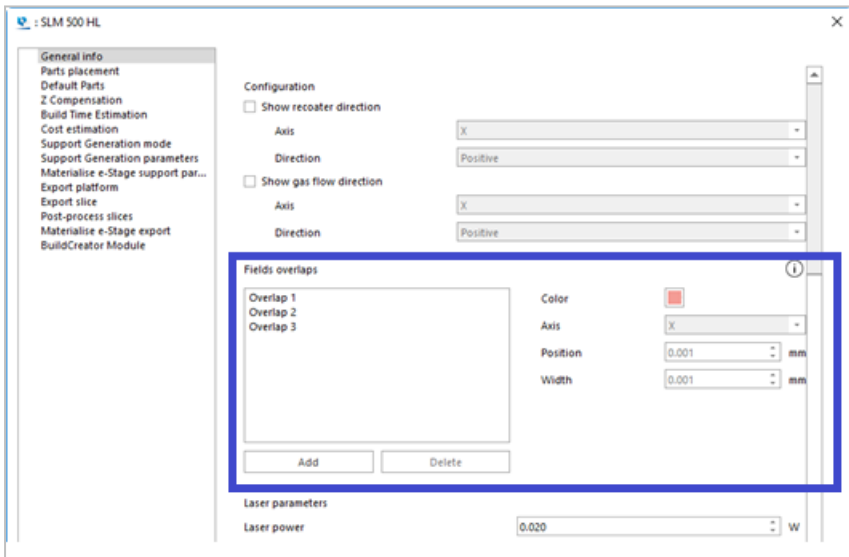 : SLM 500 HL
General info
Parts placement
Default Parts
Z Compensation
Build Time Estimation
Cost estimation
Support Generation mode
Support Generation parameters
Materialise e-Stage support par...
Export platform
Export slice
Post-process slices
Materialise e-Stage export
BuildCreator Module
Configuration
Show recoater direction
Axis X
Direction Positive
Show gas flow direction
Axis X
Direction Positive
Fields overlaps
Overlap 1
Overlap 2
Overlap 3
Add Delete
Color
Axis X
Position 0.001 mm
Width 0.001 mm
Laser parameters
Laser power 0.020 W